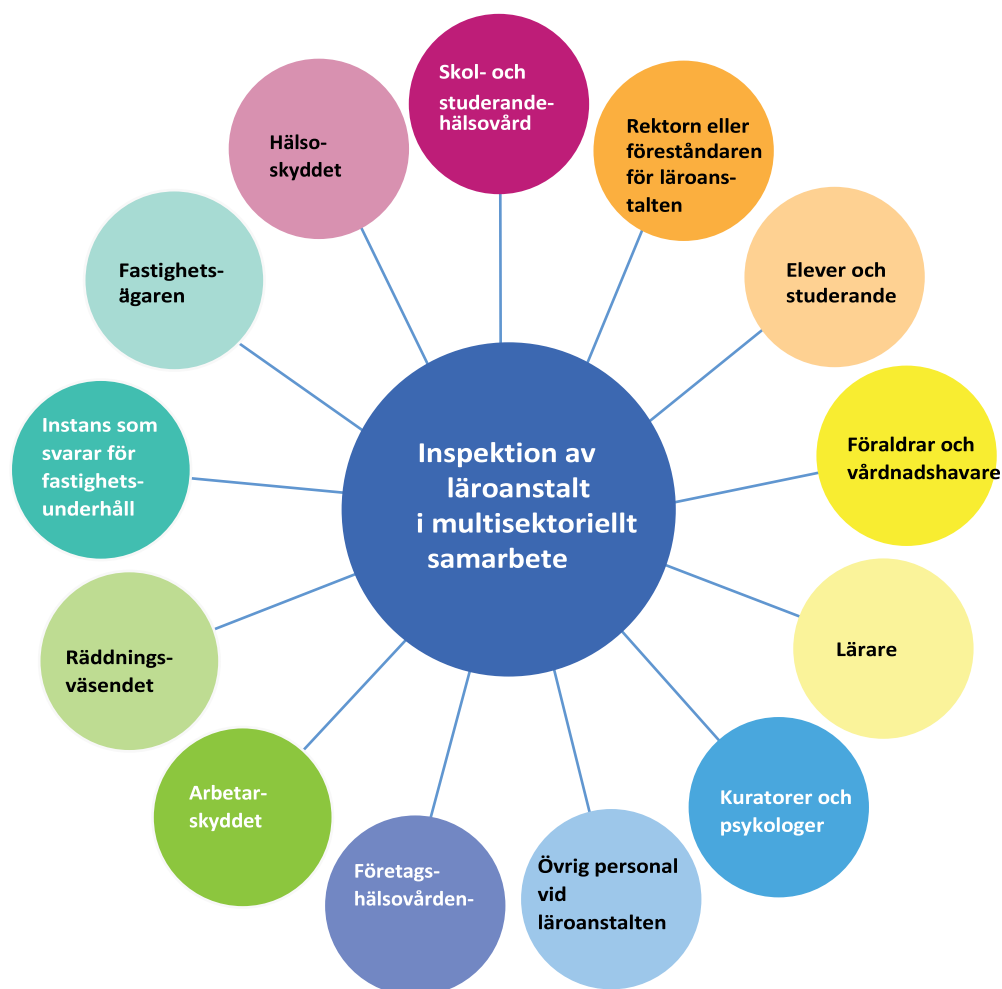 Skol- och
studerande-
hälsovård
Rektorn eller
föreståndaren
för läroans-
talten
Elever och
studerande
Föraldrar och
vårdnadshavare
Lärare
Kuratorer och
psykologer
Övrig personal
vid
läroanstalten
Företags-
hälsovården-
Arbetar-
skyddet
Räddnings-
väsendet
Instans som
svarar för
fastighets-
underhåll
Fastighets-
ägaren
Hälso-
skyddet
Inspektion av
läroanstalt
i multisektoriellt
samarbete